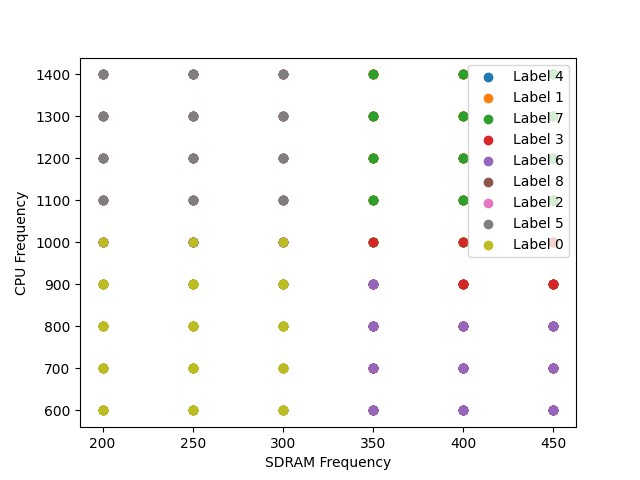 1400
1300
1200
1100
1000
900
800
700
600
CPU Frequency
200 250 300 350 400 450
SDRAM Frequency
Label 4
Label 1
Label 7
Label 3
Label 6
Label 8
Label 2
Label 5
Label 0